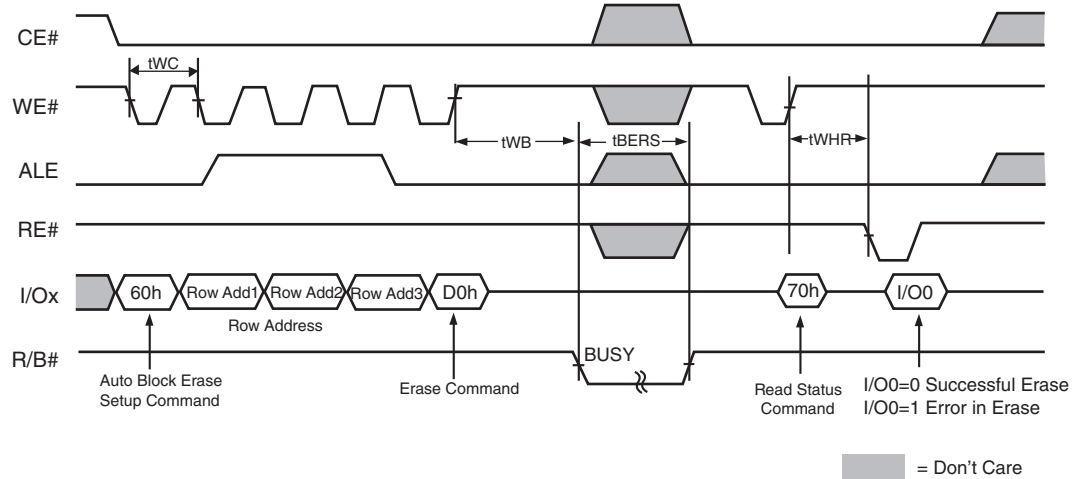 CE#
tWC
WE#
tWB
tBERS
tWHR
ALE
RE#
I/Ox
60h
Row Add1
Row Add2
Row Add3
D0h
70h
I/O0
Row Address
R/B#
BUSY
Auto Block Erase
Setup Command
Erase Command
Read Status
Command
I/O0=0 Successful Erase
I/O0=1 Error in Erase
= Don't Care